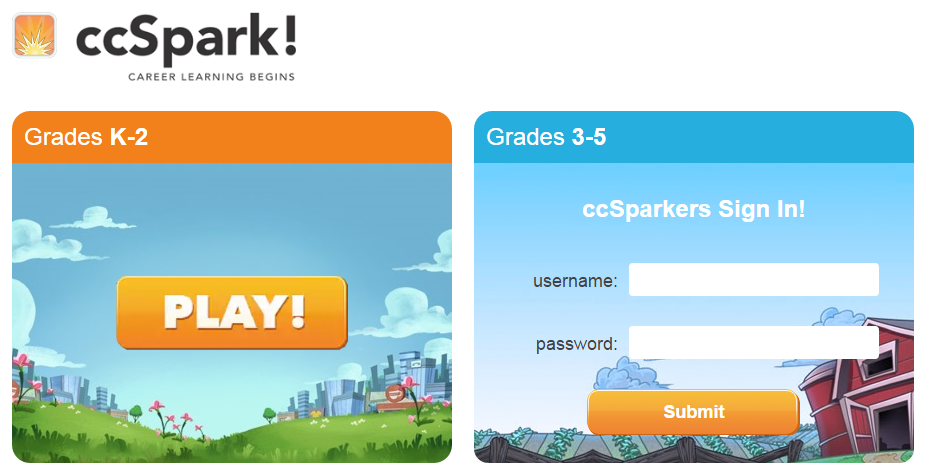 ccSpark!
CAREER LEARNING BEGINS
Grades K-2
PLAY!
Grades 3-5
ccSparkers Sign In!
username:
password:
Submit